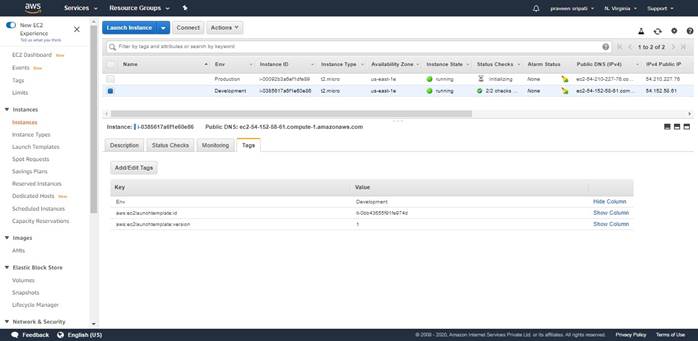 aws
Services
Resource Groups
praveen sripati
N. Virginia
Support
New EC2 Experience
Tell us what you think
EC2 Dashboard New
Events New
Tags
Limits
Instances
Instances
Instance Types
Launch Templates
Spot Requests
Savings Plans
Reserved Instances
Dedicated Hosts New
Scheduled Instances
Capacity Reservations
Images
AMIs
Elastic Block Store
Volumes
Snapshots
Lifecycle Manager
Network & Security
Launch Instance
Connect
Actions
Filter by tags and attributes or search by keyword
1 to 2 of 2
Name Env Instance ID Instance Type Availability Zone Instance State Status Checks Alarm Status Public DNS (IPv4) IPv4 Public IP
Production t2.micro us-east-1e running Initializing None ec2-54-210-227-76.co... 54.210.227.76
Development i-0385617a6f1e60e86 t2.micro us-east-1e running 2/2 checks ... None ec2-54-152-58-61.com... 54.152.58.61
Instance: i-0385617a6f1e60e86 Public DNS: ec2-54-152-58-61.compute-1.amazonaws.com
Description
Status Checks
Monitoring
Tags
Add/Edit Tags
Key Value
Env Development Hide Column
aws:ec2launchtemplate:id Show Column
aws:ec2launchtemplate:version 1 Show Column
Feedback
English (US)
© 2008 - 2020, Amazon Internet Services Private Ltd. or its affiliates. All rights reserved.
Privacy Policy
Terms of Use